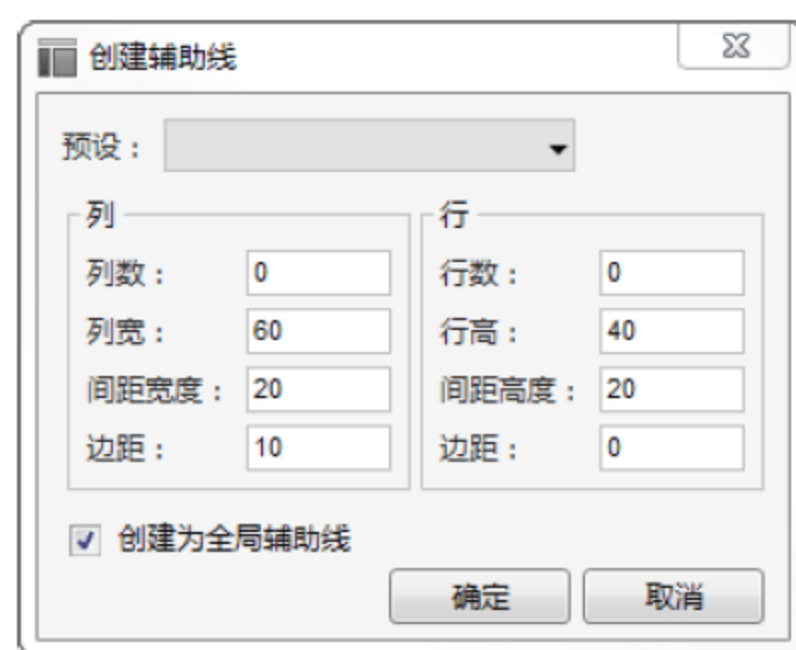 创建辅助线
预设：
列
列数： 0
列宽： 60
间距宽度： 20
边距： 10
行
行数： 0
行高： 40
间距高度： 20
边距： 0
创建为全局辅助线
确定 取消